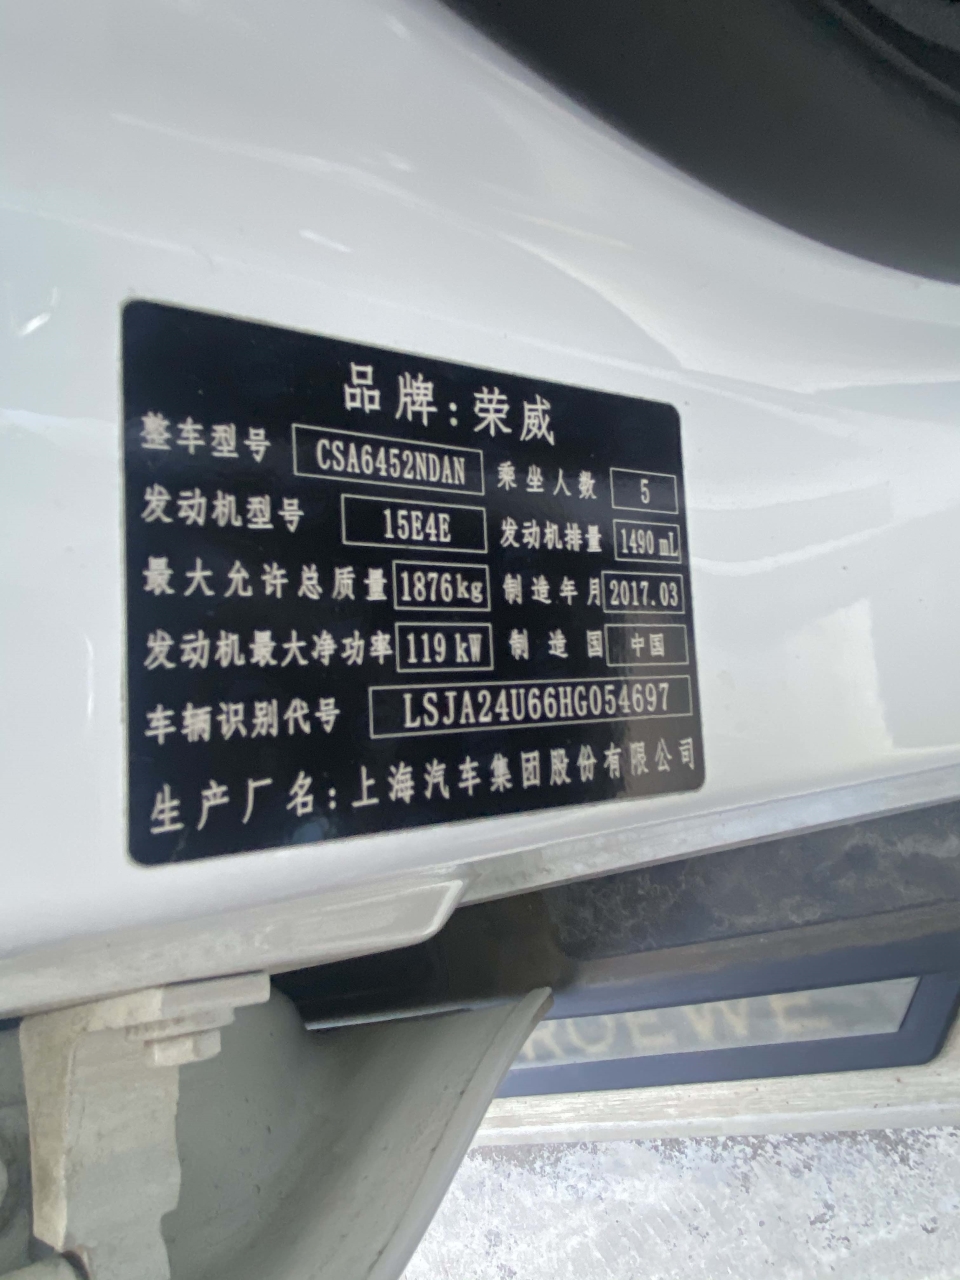 品牌:荣威
整车型号 CSA6452NDAN 乘坐人数 5
发动机型号 15E4E 发动机排量 1490 mL
最大允许总质量 1876kg 制造年月 2017.03
发动机最大净功率 119 kW 制造国 中国
车辆识别代号 LSJA24U66HG054697
生产厂名:上海汽车集团股份有限公司
ROEWE